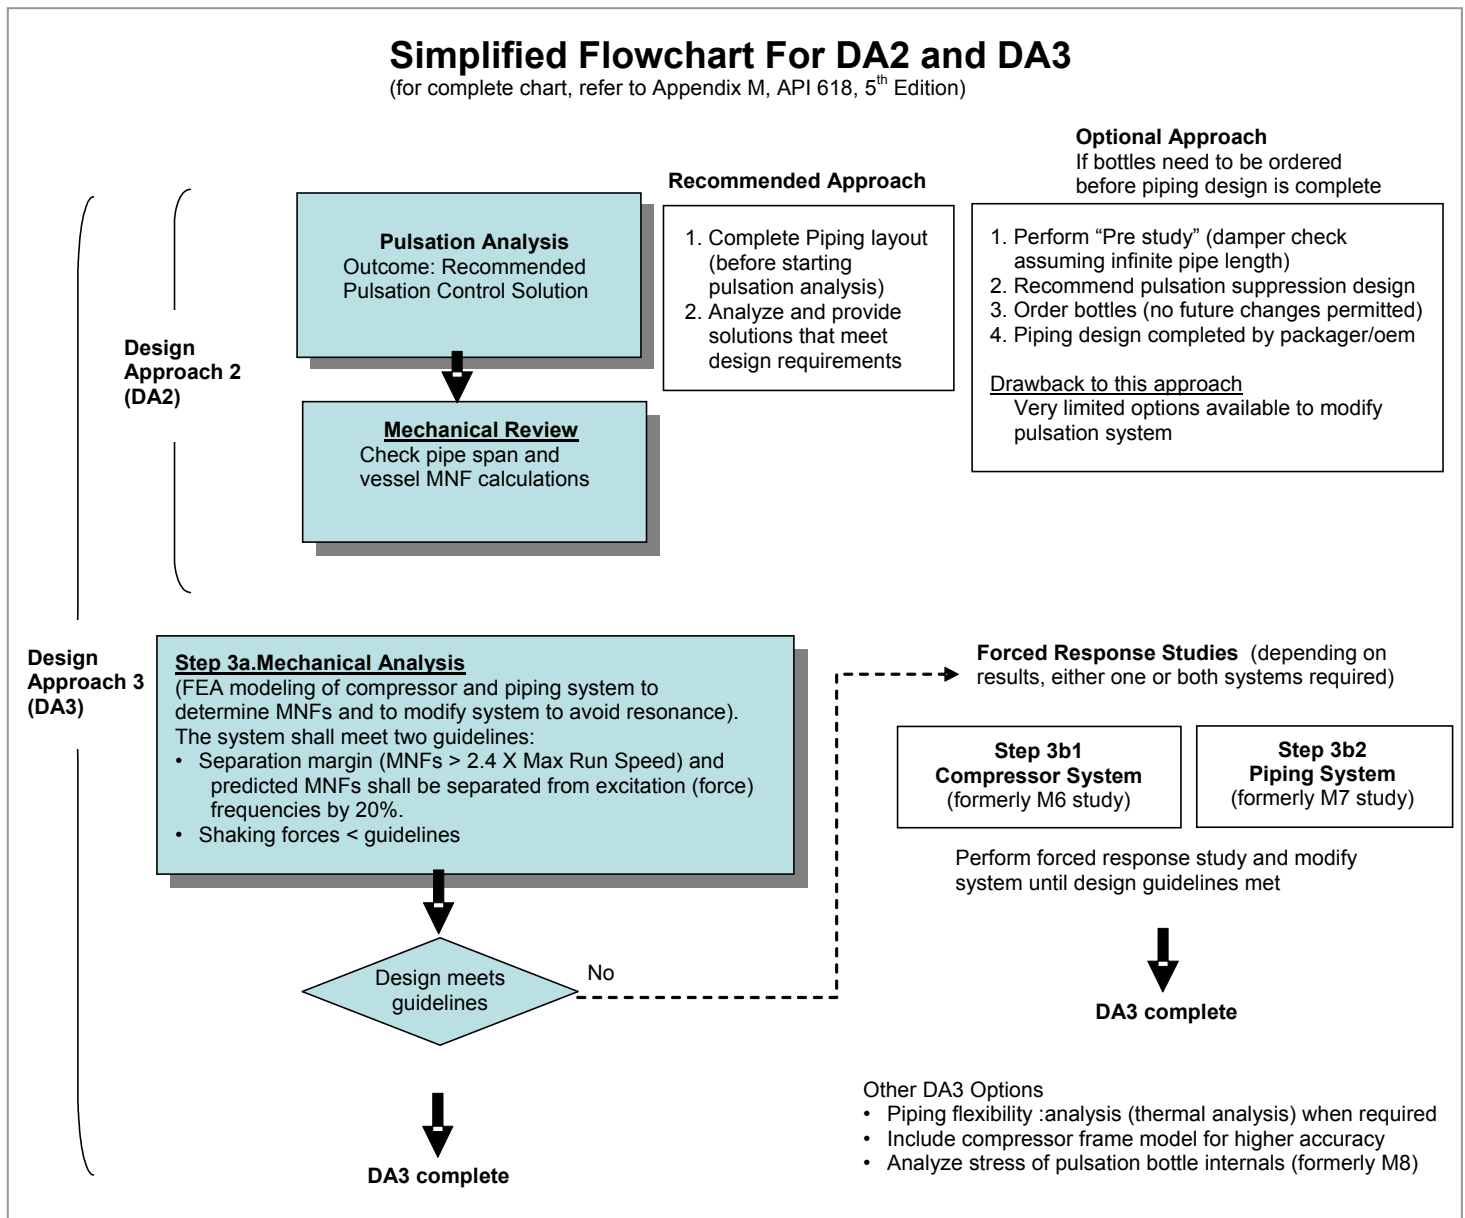 Simplified Flowchart For DA2 and DA3
(for complete chart, refer to Appendix M, API 618, 5th Edition)
Optional Approach
If bottles need to be ordered
before piping design is complete
Recommended Approach
Pulsation Analysis
Outcome: Recommended
Pulsation Control Solution
1. Complete Piping layout
(before starting
pulsation analysis)
2. Analyze and provide
solutions that meet
design requirements
1. Perform “Pre study” (damper check
assuming infinite pipe length)
2. Recommend pulsation suppression design
3. Order bottles (no future changes permitted)
4. Piping design completed by packager/oem
Drawback to this approach
Very limited options available to modify
pulsation system
Design
Approach 2
(DA2)
Mechanical Review
Check pipe span and
vessel MNF calculations
Design
Approach 3
(DA3)
Step 3a.Mechanical Analysis
(FEA modeling of compressor and piping system to
determine MNFs and to modify system to avoid resonance).
The system shall meet two guidelines:
• Separation margin (MNFs > 2.4 X Max Run Speed) and
predicted MNFs shall be separated from excitation (force)
frequencies by 20%.
• Shaking forces < guidelines
Forced Response Studies (depending on
results, either one or both systems required)
Step 3b1
Compressor System
(formerly M6 study)
Step 3b2
Piping System
(formerly M7 study)
Perform forced response study and modify
system until design guidelines met
Design meets
guidelines
No
DA3 complete
Other DA3 Options
• Piping flexibility :analysis (thermal analysis) when required
• Include compressor frame model for higher accuracy
• Analyze stress of pulsation bottle internals (formerly M8)
DA3 complete